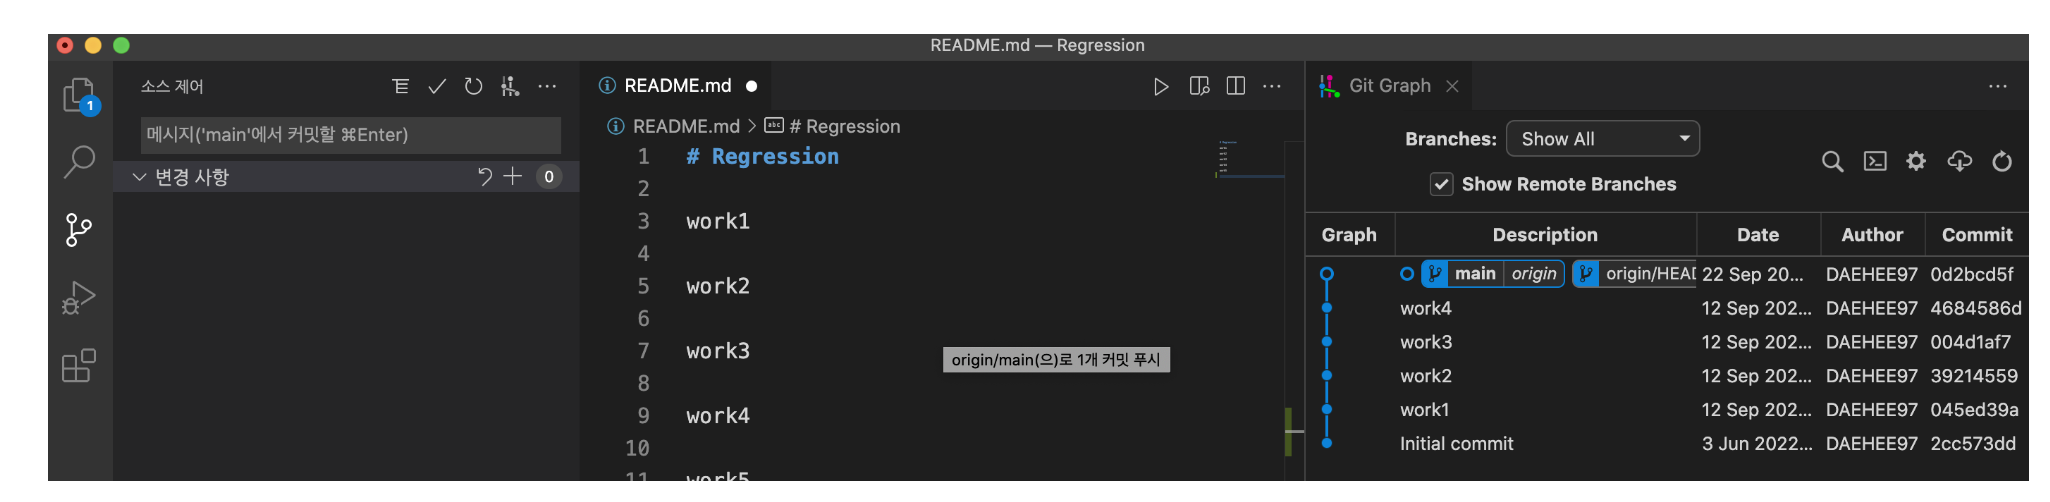 README.md — Regression
1
소스 제어
메시지('main'에서 커밋할 ⌘Enter)
변경 사항 0
README.md
README.md > # Regression
1 # Regression
2
3 work1
4
5 work2
6
7 work3
8
9 work4
10
11 work5
origin/main(으)로 1개 커밋 푸시
Git Graph
Branches: Show All
Show Remote Branches
Graph Description Date Author Commit
main origin origin/HEAD 22 Sep 20... DAEHEE97 0d2bcd5f
work4 12 Sep 202... DAEHEE97 4684586d
work3 12 Sep 202... DAEHEE97 004d1af7
work2 12 Sep 202... DAEHEE97 39214559
work1 12 Sep 202... DAEHEE97 045ed39a
Initial commit 3 Jun 2022... DAEHEE97 2cc573dd